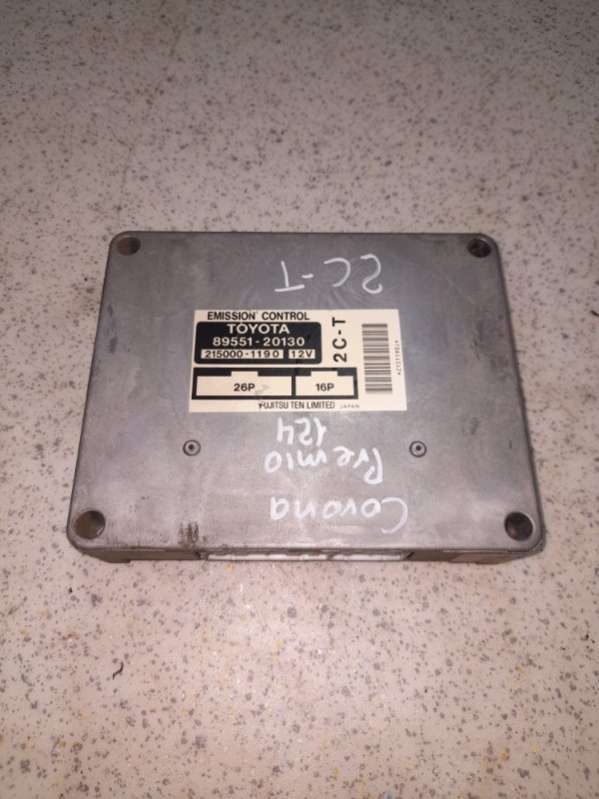 2C-T
EMISSION CONTROL
TOYOTA
89551-20130
215000-1190 12V
2C-T
26P 16P
FUJITSU TEN LIMITED JAPAN
124
Premio
Corona